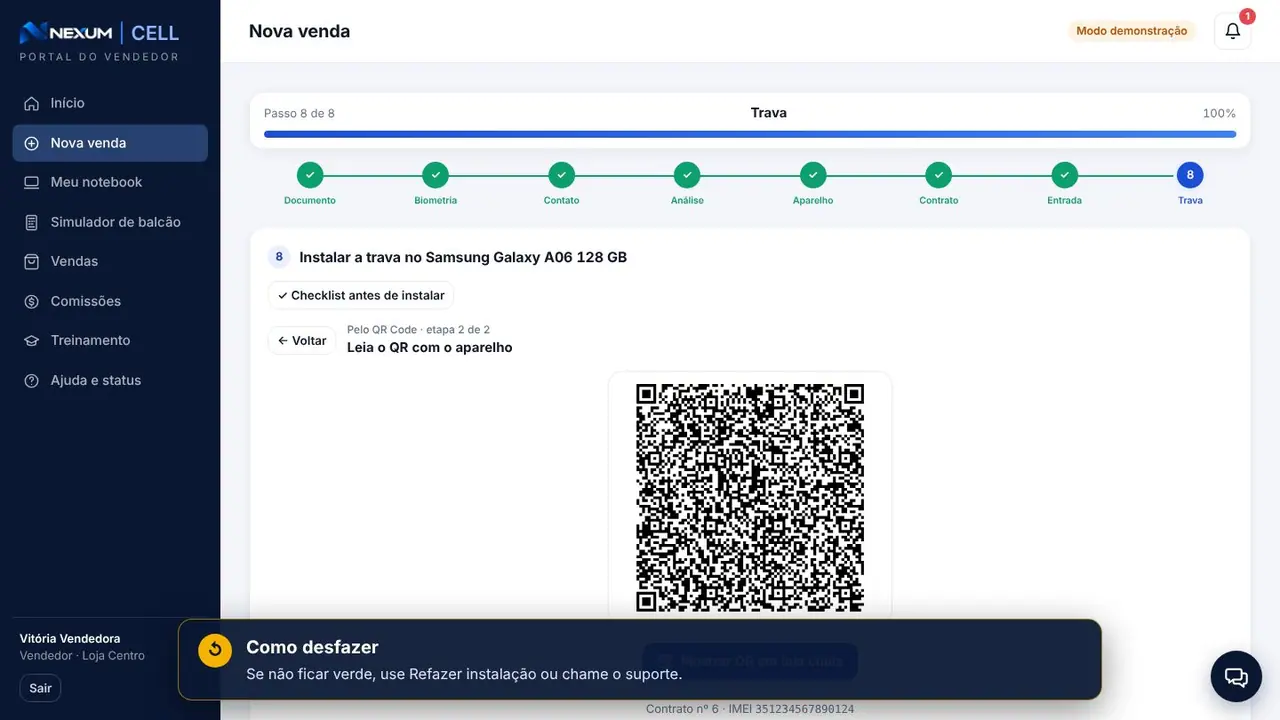 NEXUM | CELL
PORTAL DO VENDEDOR
Início
Nova venda
Meu notebook
Simulador de balcão
Vendas
Comissões
Treinamento
Ajuda e status
Vitória Vendedora
Vendedor · Loja Centro
Sair
Nova venda
Modo demonstração
1
Passo 8 de 8
Trava
100%
8
Documento
Biometria
Contato
Análise
Aparelho
Contrato
Entrada
Trava
8 Instalar a trava no Samsung Galaxy A06 128 GB
✓ Checklist antes de instalar
← Voltar
Pelo QR Code · etapa 2 de 2
Leia o QR com o aparelho
Como desfazer
Se não ficar verde, use Refazer instalação ou chame o suporte.
Contrato nº 6 · IMEI 351234567890124